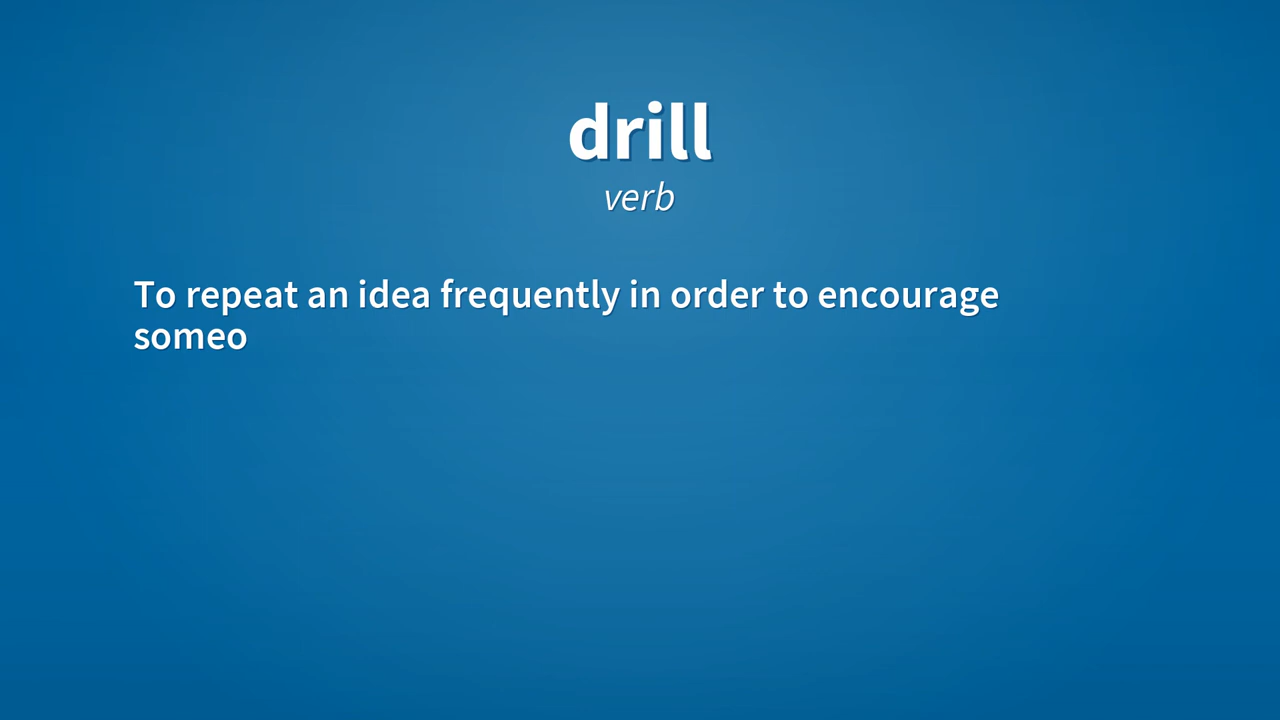 drill
verb
To repeat an idea frequently in order to encourage
someo